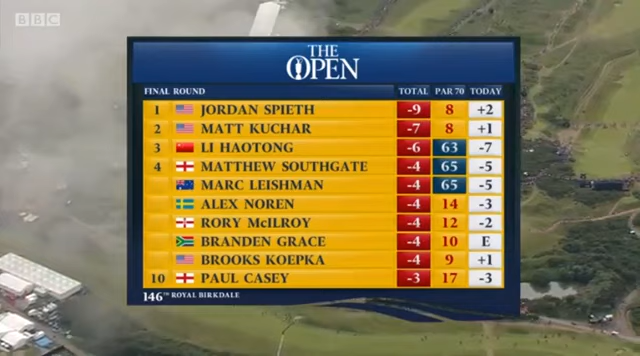 BBC
THE OPEN
FINAL ROUND TOTAL PAR 70 TODAY
1 JORDAN SPIETH -9 8 +2
2 MATT KUCHAR -7 8 +1
3 LI HAOTONG -6 63 -7
4 MATTHEW SOUTHGATE -4 65 -5
MARC LEISHMAN -4 65 -5
ALEX NOREN -4 14 -3
RORY McILROY -4 12 -2
BRANDEN GRACE -4 10 E
BROOKS KOEPKA -4 9 +1
10 PAUL CASEY -3 17 -3
146TH ROYAL BIRKDALE